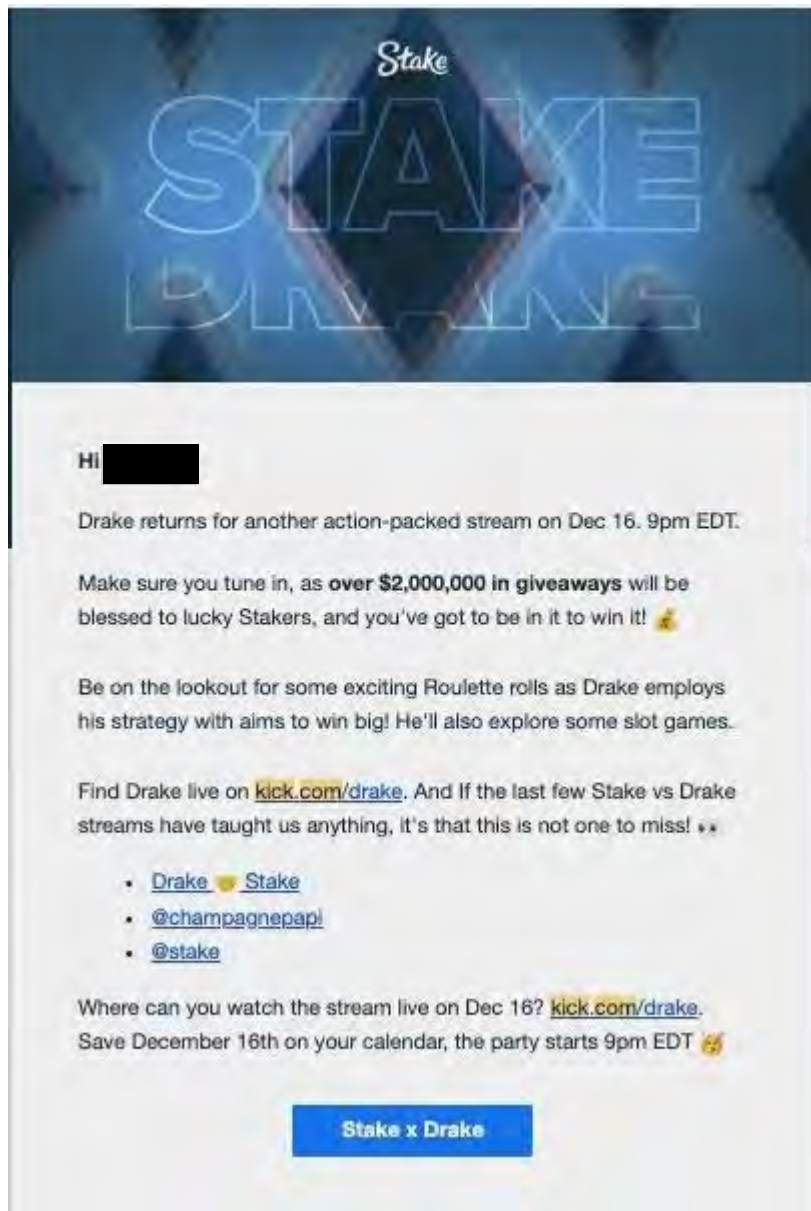 Stake
STAKE
DRAKE
Hi
Drake returns for another action-packed stream on Dec 16. 9pm EDT.
Make sure you tune in, as over $2,000,000 in giveaways will be
blessed to lucky Stakers, and you've got to be in it to win it! 💰
Be on the lookout for some exciting Roulette rolls as Drake employs
his strategy with aims to win big! He'll also explore some slot games.
Find Drake live on kick.com/drake. And If the last few Stake vs Drake
streams have taught us anything, it's that this is not one to miss! 👀
• Drake 🤝 Stake
• @champagnepapi
• @stake
Where can you watch the stream live on Dec 16? kick.com/drake.
Save December 16th on your calendar, the party starts 9pm EDT 🥳
Stake x Drake